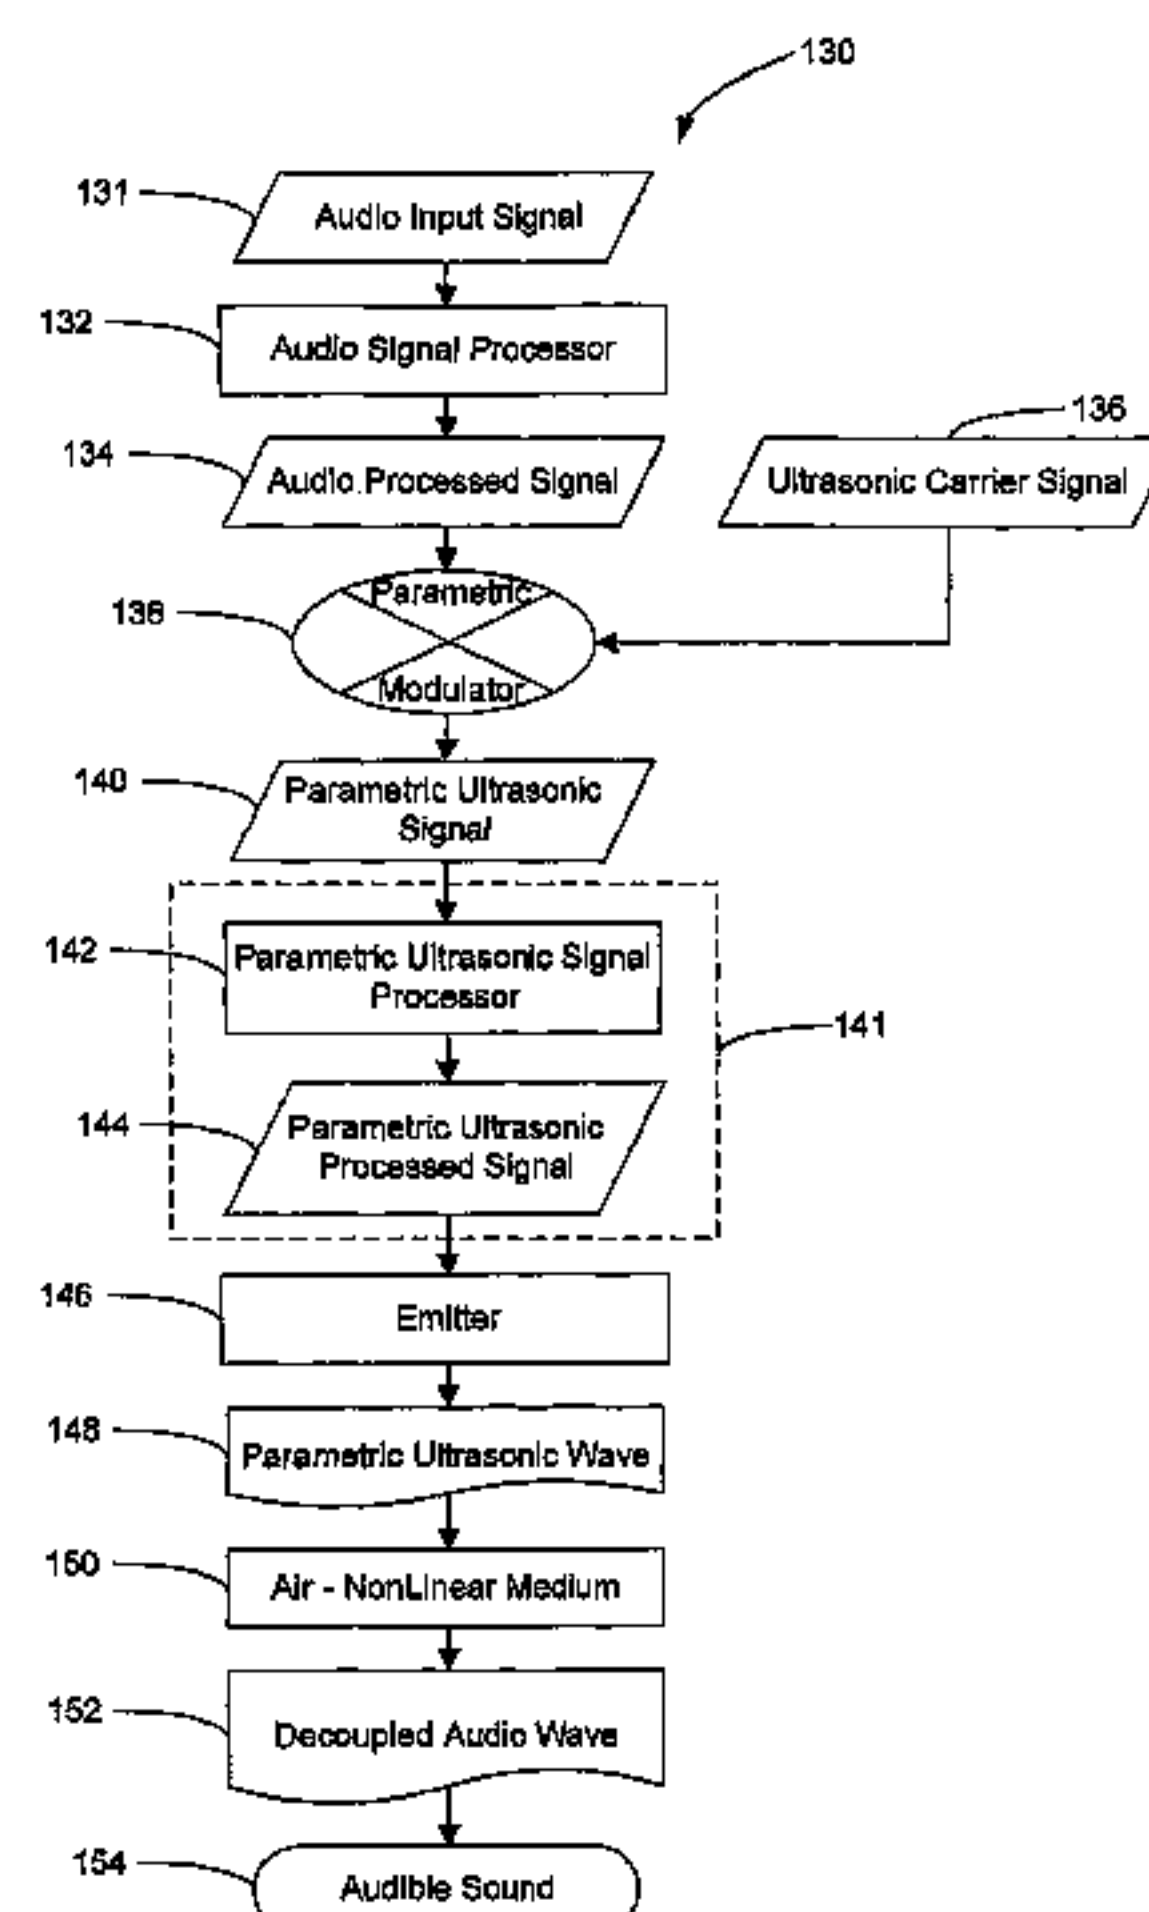 130
131
Audio Input Signal
132
Audio Signal Processor
136
134
Audio Processed Signal
Ultrasonic Carrier Signal
138
Parametric
Modulator
140
Parametric Ultrasonic
Signal
142
Parametric Ultrasonic Signal
Processor
141
144
Parametric Ultrasonic
Processed Signal
146
Emitter
148
Parametric Ultrasonic Wave
150
Air - NonLinear Medium
152
Decoupled Audio Wave
154
Audible Sound